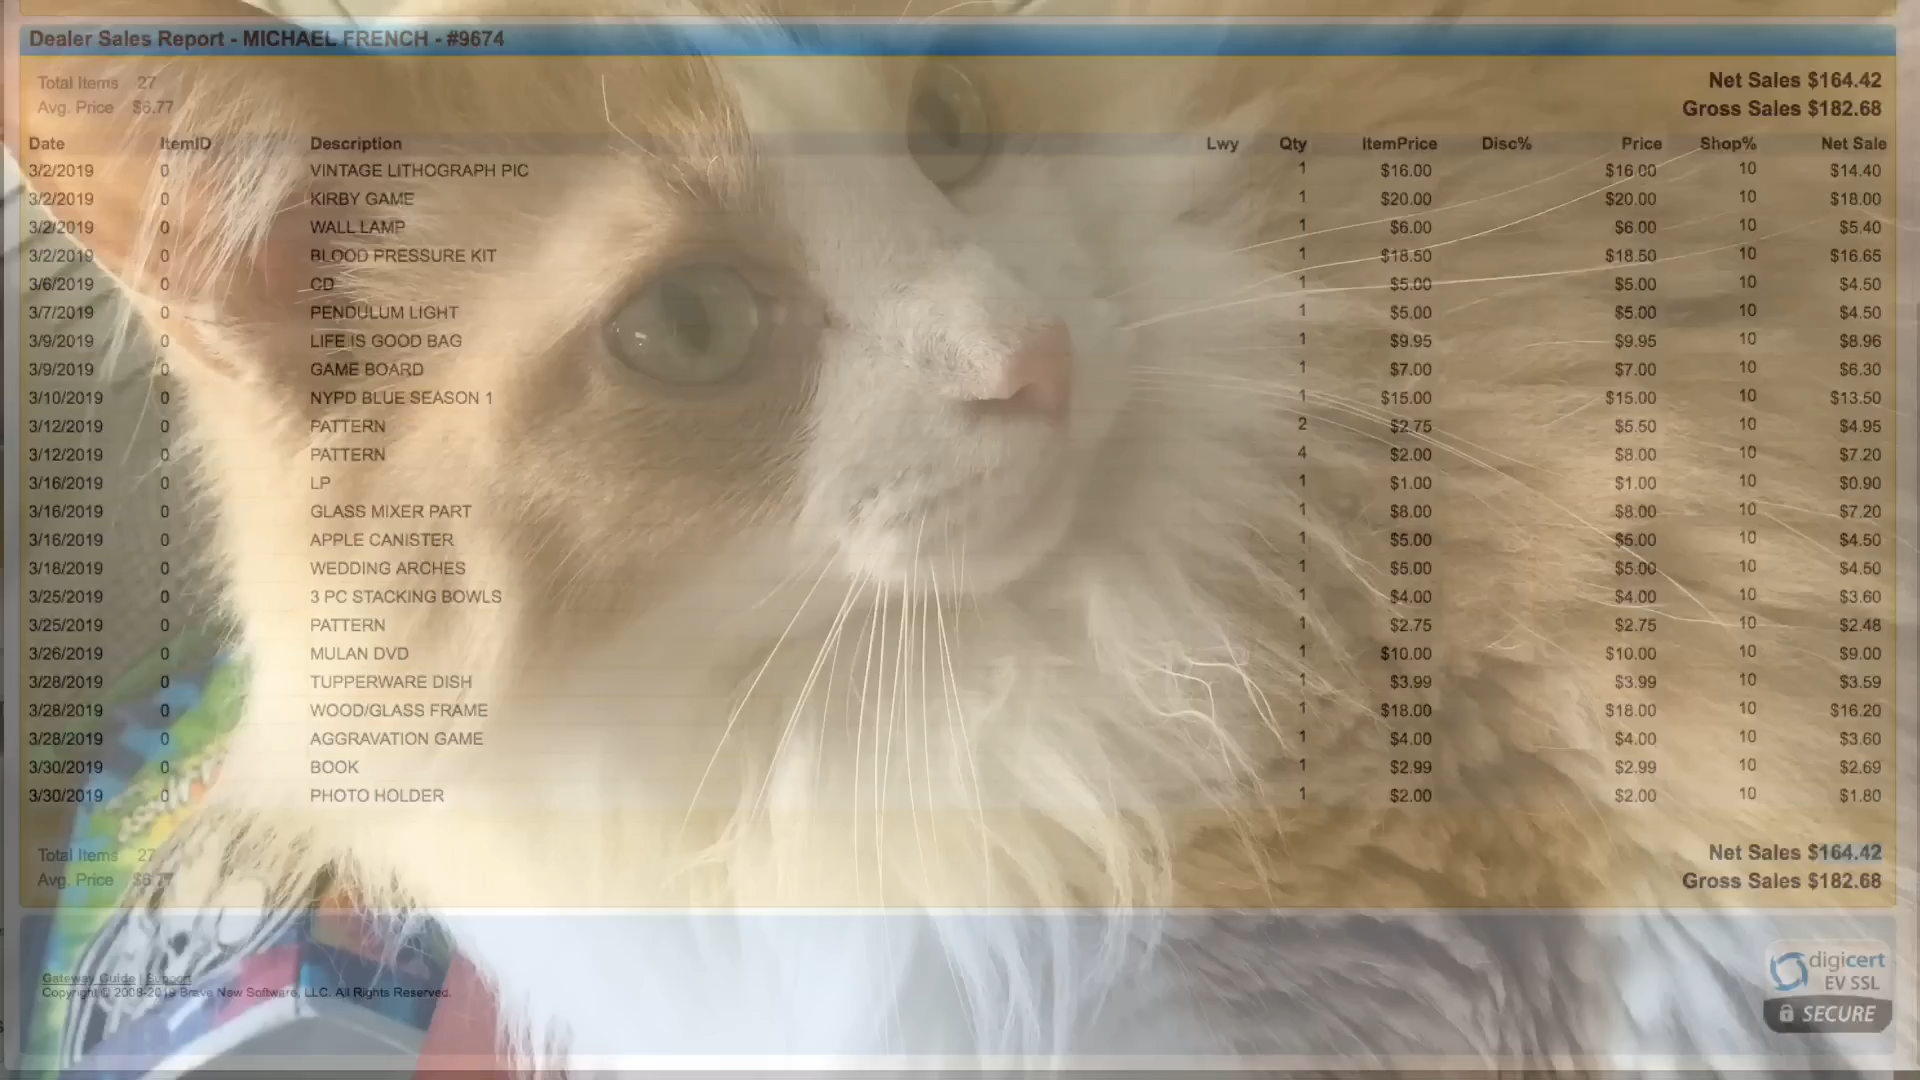 Dealer Sales Report - MICHAEL FRENCH - #9674
Total Items 27 Net Sales $164.42
Avg. Price $6.77 Gross Sales $182.68
Date ItemID Description Lwy Qty ItemPrice Disc% Price Shop% Net Sale
3/2/2019 0 VINTAGE LITHOGRAPH PIC 1 $16.00 $16.00 10 $14.40
3/2/2019 0 KIRBY GAME 1 $20.00 $20.00 10 $18.00
3/2/2019 0 WALL LAMP 1 $6.00 $6.00 10 $5.40
3/2/2019 0 BLOOD PRESSURE KIT 1 $18.50 $18.50 10 $16.65
3/6/2019 0 CD 1 $5.00 $5.00 10 $4.50
3/7/2019 0 PENDULUM LIGHT 1 $5.00 $5.00 10 $4.50
3/9/2019 0 LIFE IS GOOD BAG 1 $9.95 $9.95 10 $8.96
3/9/2019 0 GAME BOARD 1 $7.00 $7.00 10 $6.30
3/10/2019 0 NYPD BLUE SEASON 1 1 $15.00 $15.00 10 $13.50
3/12/2019 0 PATTERN 2 $2.75 $5.50 10 $4.95
3/12/2019 0 PATTERN 4 $2.00 $8.00 10 $7.20
3/16/2019 0 LP 1 $1.00 $1.00 10 $0.90
3/16/2019 0 GLASS MIXER PART 1 $8.00 $8.00 10 $7.20
3/16/2019 0 APPLE CANISTER 1 $5.00 $5.00 10 $4.50
3/18/2019 0 WEDDING ARCHES 1 $5.00 $5.00 10 $4.50
3/25/2019 0 3 PC STACKING BOWLS 1 $4.00 $4.00 10 $3.60
3/25/2019 0 PATTERN 1 $2.75 $2.75 10 $2.48
3/26/2019 0 MULAN DVD 1 $10.00 $10.00 10 $9.00
3/28/2019 0 TUPPERWARE DISH 1 $3.99 $3.99 10 $3.59
3/28/2019 0 WOOD/GLASS FRAME 1 $18.00 $18.00 10 $16.20
3/28/2019 0 AGGRAVATION GAME 1 $4.00 $4.00 10 $3.60
3/30/2019 0 BOOK 1 $2.99 $2.99 10 $2.69
3/30/2019 0 PHOTO HOLDER 1 $2.00 $2.00 10 $1.80
Total Items 27 Net Sales $164.42
Avg. Price $6.77 Gross Sales $182.68
Gateway Guide | Support
Copyright © 2008-2019 Brave New Software, LLC. All Rights Reserved.
digicert
EV SSL
SECURE